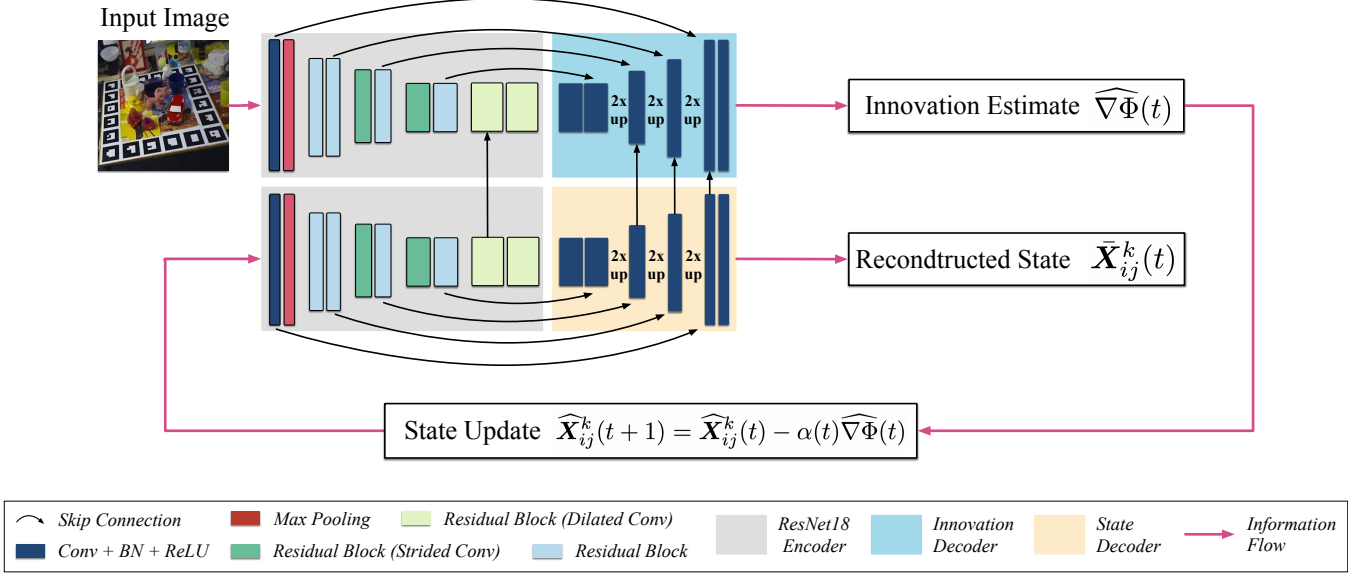 Input Image
2x up 2x up 2x up
Innovation Estimate $\widehat{\nabla\Phi}(t)$
2x up 2x up 2x up
Recondtructed State $\bar{X}_{ij}^{k}(t)$
State Update $\widehat{X}_{ij}^{k}(t+1) = \widehat{X}_{ij}^{k}(t) - \alpha(t)\widehat{\nabla\Phi}(t)$
Skip Connection
Max Pooling
Residual Block (Dilated Conv)
Conv + BN + ReLU
Residual Block (Strided Conv)
Residual Block
ResNet18
Encoder
Innovation
Decoder
State
Decoder
Information
Flow